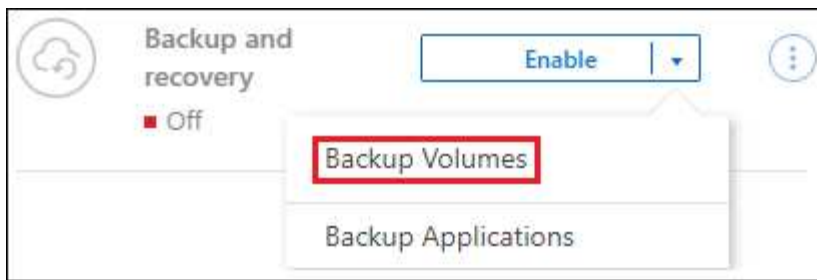 Backup and
recovery
Enable
Off
Backup Volumes
Backup Applications